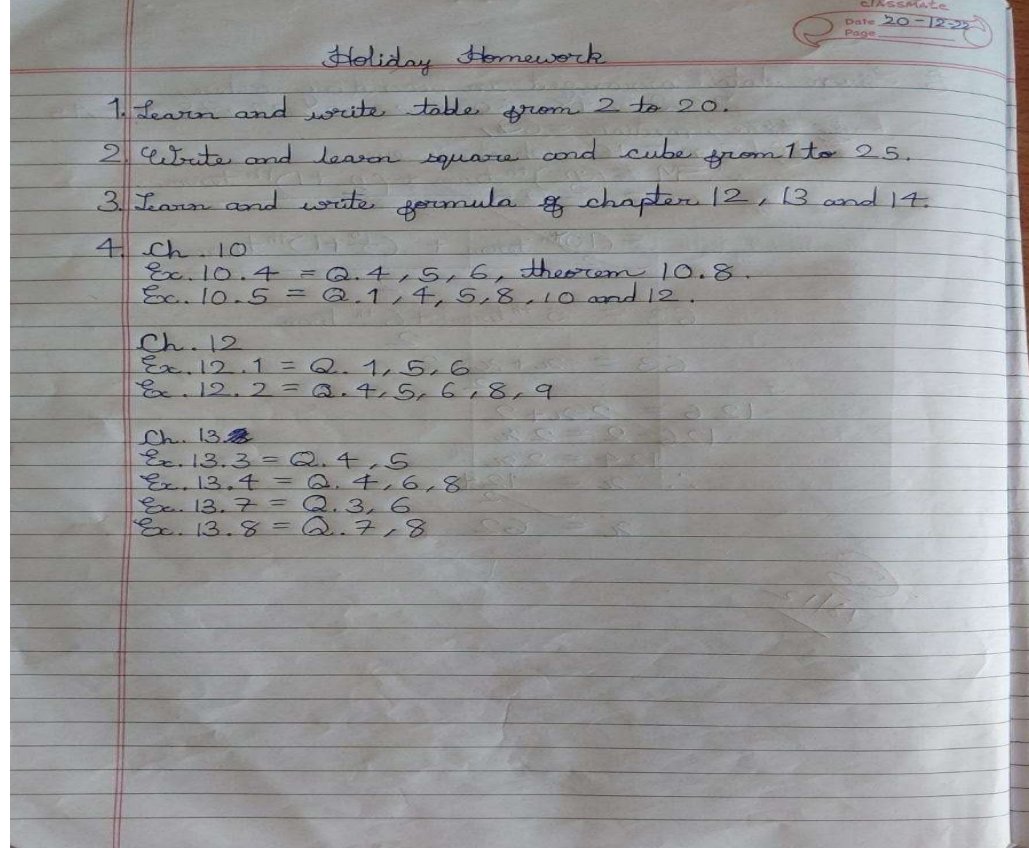 classmate
Date 20-12-22
Page
Holiday Homework
1. Learn and write table from 2 to 20.
2. Write and learn square and cube from 1 to 25.
3. Learn and write formula of chapter 12, 13 and 14.
4. Ch. 10
Ex. 10.4 = Q. 4, 5, 6, theorem 10.8.
Ex. 10.5 = Q. 1, 4, 5, 8, 10 and 12.
Ch. 12
Ex. 12.1 = Q. 1, 5, 6
Ex. 12.2 = Q. 4, 5, 6, 8, 9
Ch. 13.
Ex. 13.3 = Q. 4, 5
Ex. 13.4 = Q. 4, 6, 8
Ex. 13.7 = Q. 3, 6
Ex. 13.8 = Q. 7, 8